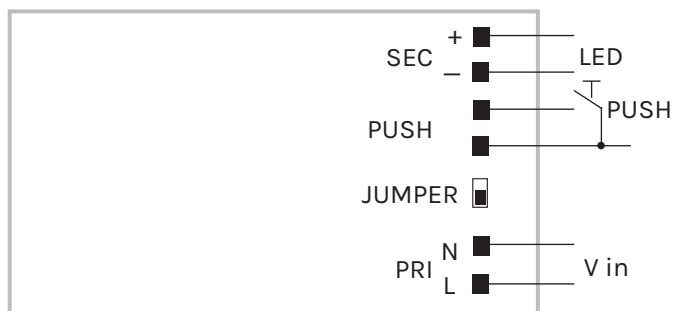 +
SEC
LED
–
PUSH
PUSH
JUMPER
N
PRI
V in
L